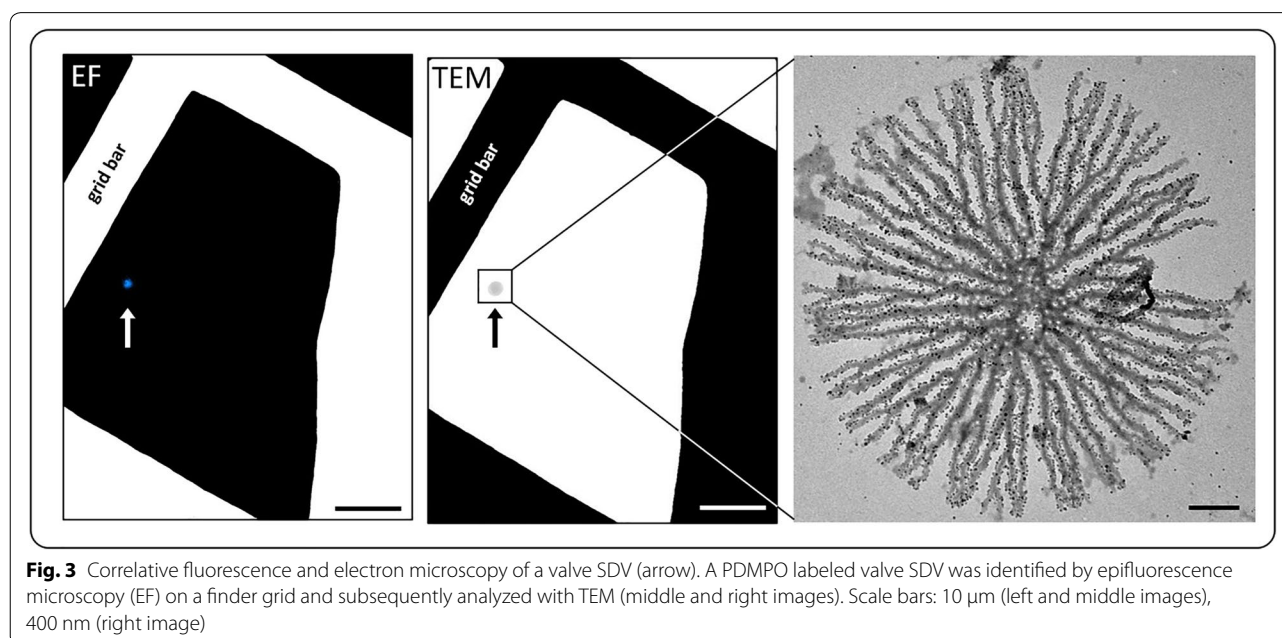 EF
grid bar
TEM
grid bar
Fig. 3 Correlative fluorescence and electron microscopy of a valve SDV (arrow). A PDMPO labeled valve SDV was identified by epifluorescence
microscopy (EF) on a finder grid and subsequently analyzed with TEM (middle and right images). Scale bars: 10 μm (left and middle images),
400 nm (right image)